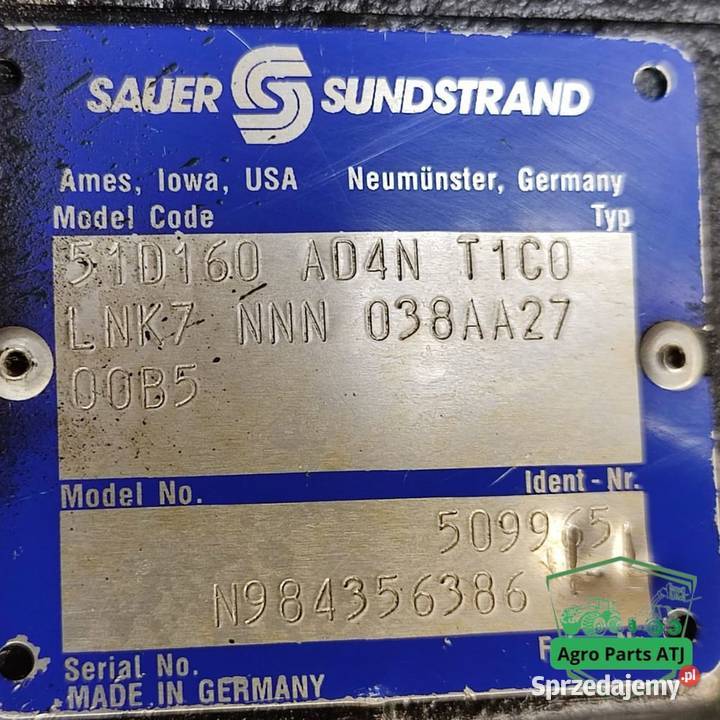 SAUER SUNDSTRAND
Ames, Iowa, USA Neumünster, Germany
Model Code Typ
51D160 AD4N T1C0
LNK7 NNN 038AA27
00B5
Model No. Ident-Nr.
509965
N984356386
Serial No.
MADE IN GERMANY
Agro Parts ATJ
Sprzedajemy.pl